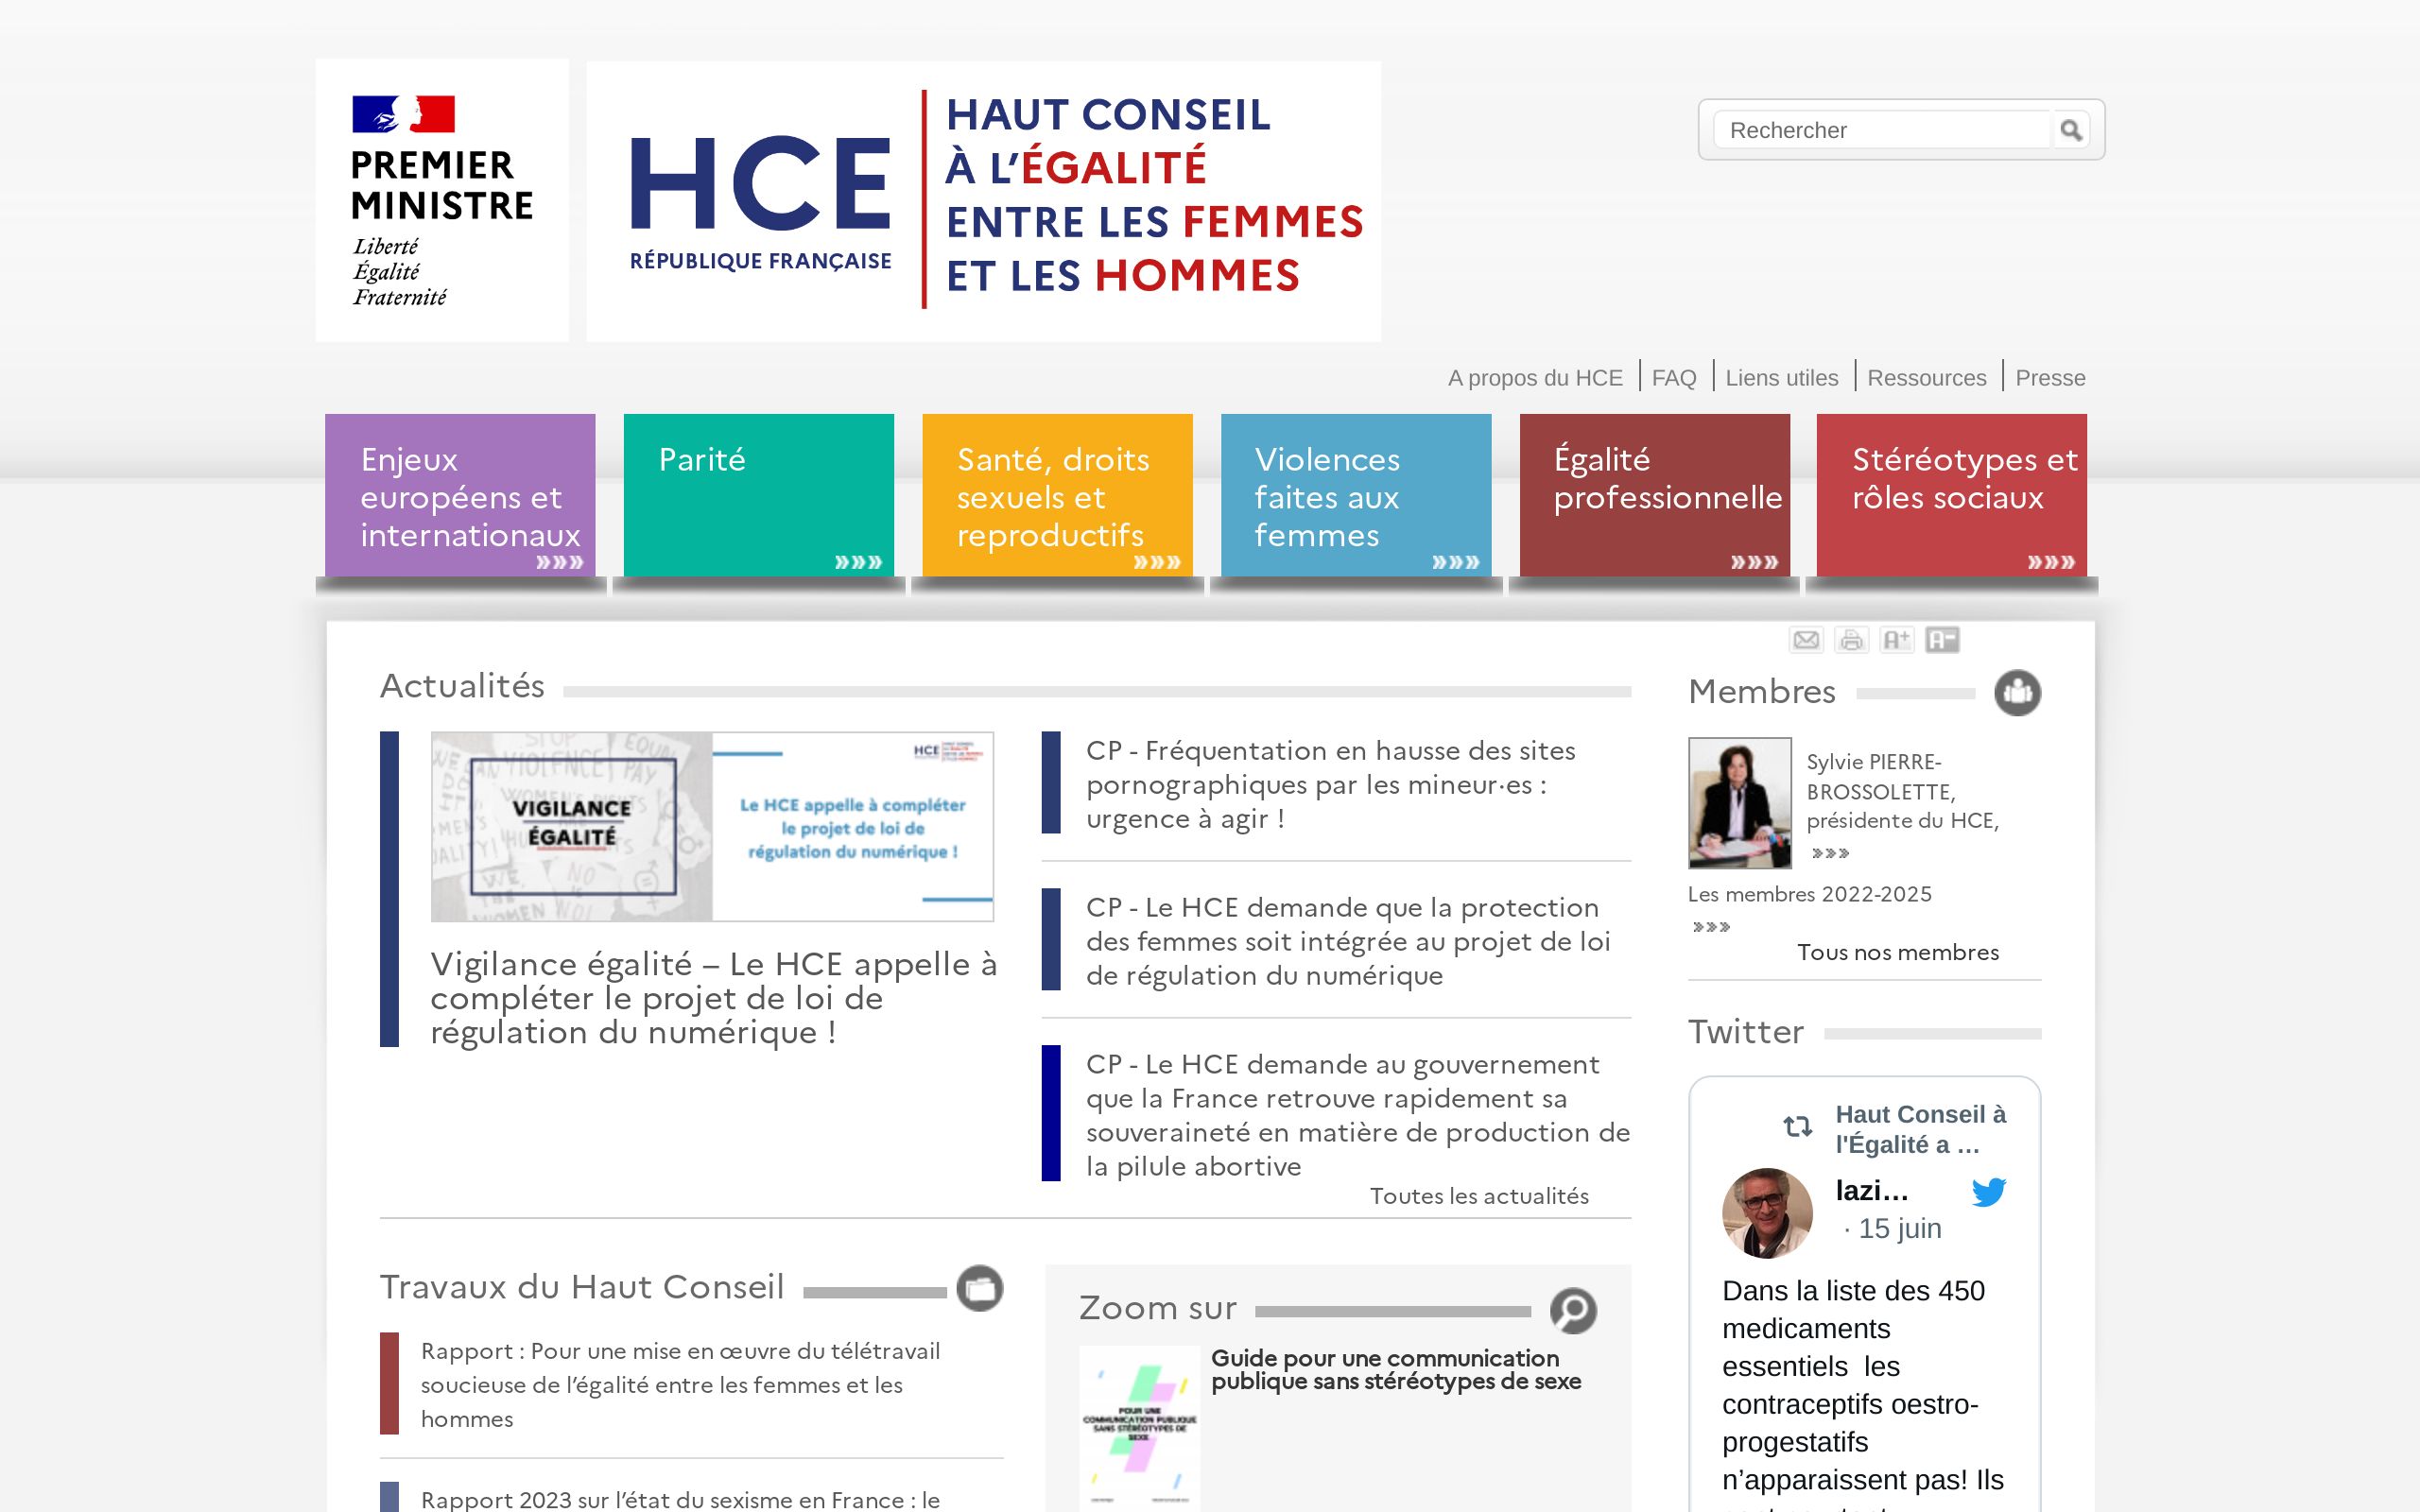 PREMIER
MINISTRE
Liberté
Égalité
Fraternité
HCE
RÉPUBLIQUE FRANÇAISE
HAUT CONSEIL
À L’ÉGALITÉ
ENTRE LES FEMMES
ET LES HOMMES
Rechercher
A propos du HCE
FAQ
Liens utiles
Ressources
Presse
Enjeux
européens et
internationaux
Parité
Santé, droits
sexuels et
reproductifs
Violences
faites aux
femmes
Égalité
professionnelle
Stéréotypes et
rôles sociaux
A+
A-
Actualités
VIGILANCE
ÉGALITÉ
HCE
Le HCE appelle à compléter
le projet de loi de
régulation du numérique !
Vigilance égalité – Le HCE appelle à
compléter le projet de loi de
régulation du numérique !
CP - Fréquentation en hausse des sites
pornographiques par les mineur·es :
urgence à agir !
CP - Le HCE demande que la protection
des femmes soit intégrée au projet de loi
de régulation du numérique
CP - Le HCE demande au gouvernement
que la France retrouve rapidement sa
souveraineté en matière de production de
la pilule abortive
Toutes les actualités
Membres
Sylvie PIERRE-
BROSSOLETTE,
présidente du HCE,
Les membres 2022-2025
Tous nos membres
Twitter
Haut Conseil à
l'Égalité a …
lazi…
· 15 juin
Dans la liste des 450
medicaments
essentiels les
contraceptifs oestro-
progestatifs
n’apparaissent pas! Ils
Travaux du Haut Conseil
Rapport : Pour une mise en œuvre du télétravail
soucieuse de l’égalité entre les femmes et les
hommes
Rapport 2023 sur l’état du sexisme en France : le
Zoom sur
POUR UNE
COMMUNICATION PUBLIQUE
SANS STÉRÉOTYPES DE
SEXE
Guide pour une communication
publique sans stéréotypes de sexe